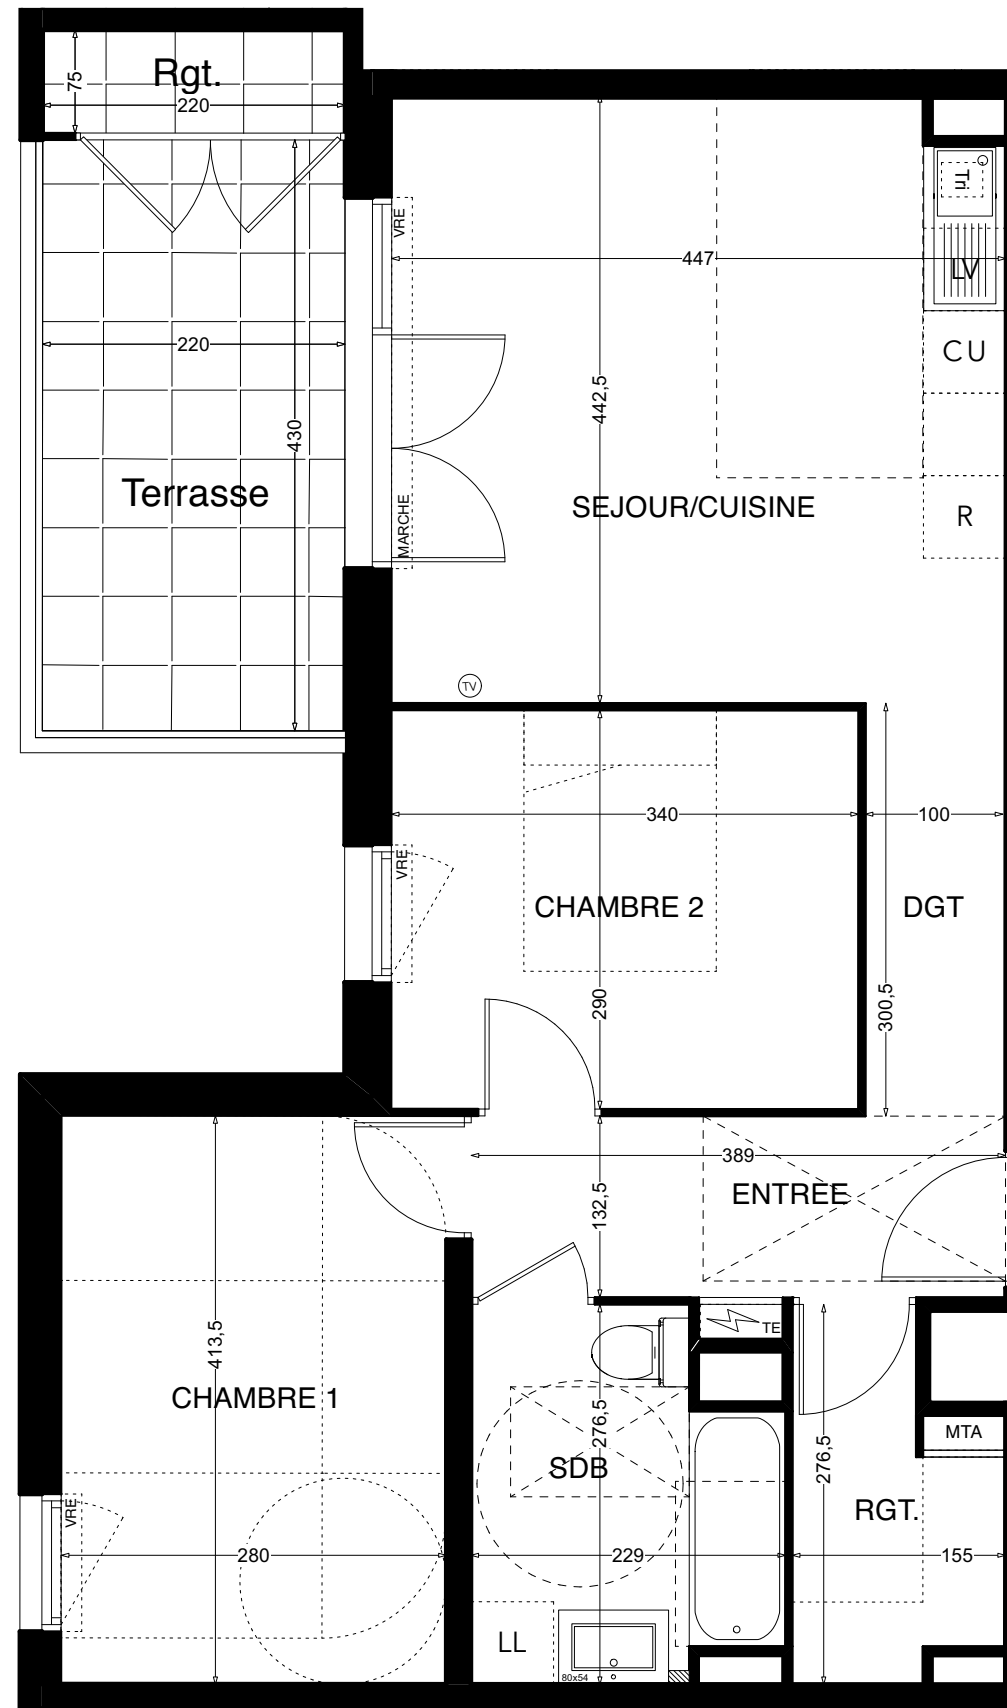 Rgt.
75
220
Tri
VRE
447
LV
CU
220
442,5
430
Terrasse
SEJOUR/CUISINE
MARCHE
R
TV
340
100
VRE
CHAMBRE 2
DGT
290
300,5
389
ENTREE
132,5
TE
413,5
CHAMBRE 1
276,5
MTA
276,5
SDB
VRE
RGT.
280
229
155
LL
80x54